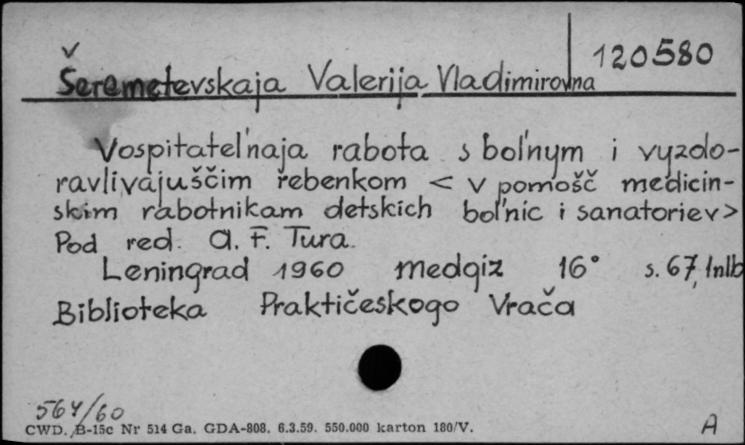 120580
Šeremetevskaja Valerija Vladimirovna
Vospitatel'naja rabota s bol'nym i vyzdo-
ravlivajuščim řebenkom < v pomošč medicin-
skim rabotnikam detskich bol'nic i sanatoriev>
Pod red. A. F. Tura.
Leningrad 1960 medgiz 16° s. 67, 1nlb
Biblioteka Praktičeskogo Vrača
564/60
CWD. B-15c Nr 514 Ga. GDA-808. 6.3.59. 550.000 karton 180/V.
A